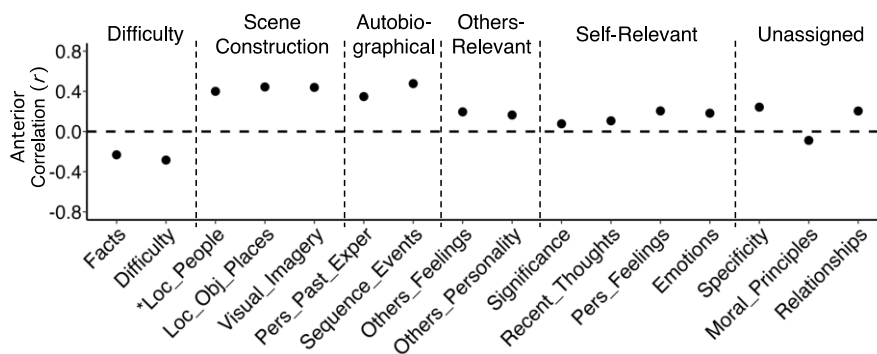 Difficulty
Scene
Construction
Autobio-
graphical
Others-
Relevant
Self-Relevant
Unassigned
Anterior
Correlation (r)
0.8
0.4
0.0
-0.4
-0.8
Facts
Difficulty
*Loc_People
Loc_Obj_Places
Visual_Imagery
Pers_Past_Exper
Sequence_Events
Others_Feelings
Others_Personality
Significance
Recent_Thoughts
Pers_Feelings
Emotions
Specificity
Moral_Principles
Relationships